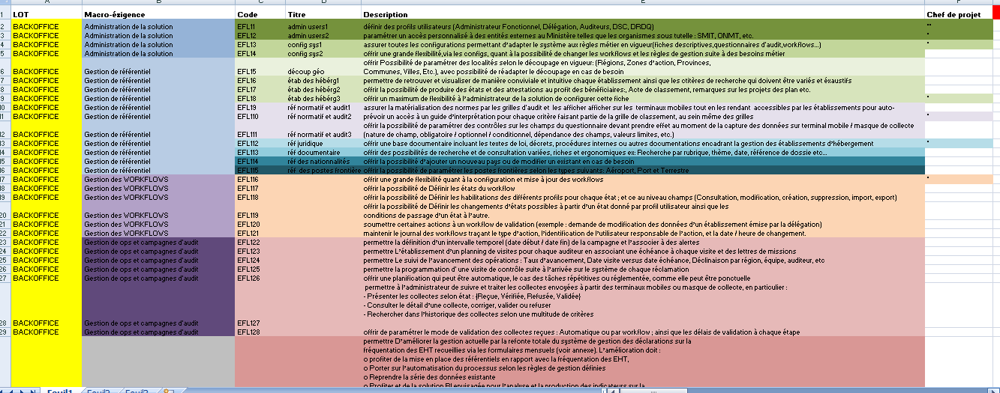 A B C D E F
1 LOT Macro-éxigence Code Titre Description Chef de projet
2 BACKOFFICE Administration de la solution EFL11 admin users1 définir des profils utilisateurs (Administrateur Fonctionnel, Délégation, Auditeurs, DSC, DRDQ) **
3 BACKOFFICE Administration de la solution EFL12 admin users2 paramétrer un accès personnalisé à des entités externes au Ministère telle que les organismes sous tutelle : SMIT, ONMT, etc. *
4 BACKOFFICE Administration de la solution EFL13 config sys1 assurer toutes les configurations permettant d'adapter le système aux règles métier en vigueur(fiches descriptives,questionnaires d'audit,workflows...) *
5 BACKOFFICE Administration de la solution EFL14 config sys2 offrir une grande flexibilité,via les configs, quant à la possibilité de changer les workflows et les règles de gestion suite à des besoins métier
offrir Possibilité de paramétrer des localités selon le découpage en vigueur: (Régions, Zones d'action, Provinces,
6 BACKOFFICE Gestion de référentiel EFL15 découp géo Communes, Villes, Etc.), avec possibilité de réadapter le découpage en cas de besoin
7 BACKOFFICE Gestion de référentiel EFL16 étab des hébérg1 permettre de retrouver et visualiser de manière conviviale et intuitive chaque établissement ainsi que les critères de recherche qui doivent être variés et éxaustifs
8 BACKOFFICE Gestion de référentiel EFL17 étab des hébérg2 offrir la possibilité de produire des états et des attestations au profit des bénéficiaires:, Acte de classement, remarques sur les projets des plan etc.
9 BACKOFFICE Gestion de référentiel EFL18 étab des hébérg3 offrir un maximum de flexibilité à l'administrateur de la solution de configurer cette fiche *
10 BACKOFFICE Gestion de référentiel EFL19 réf normatif et audit1 assurer la matérialisation des normes par les grilles d'audit et les afficher afficher sur les terminaux mobiles tout en les rendant accessibles par les établissements pour auto-
11 BACKOFFICE Gestion de référentiel EFL110 réf normatif et audit2 prévoir un accès à un guide d'interprétation pour chaque critère faisant partie de la grille de classement, au sein même des grilles *
offrir la possibilité de paramétrer des contrôles sur les champs du questionnaire devant prendre effet au moment de la capture des données sur terminal mobile / masque de collecte
12 BACKOFFICE Gestion de référentiel EFL111 réf normatif et audit3 (nature de champ, obligatoire / optionnel / conditionnel, dépendance des champs, valeurs limites, etc.)
13 BACKOFFICE Gestion de référentiel EFL112 réf juridique offrir une base documentaire incluant les textes de loi, décrets, procédures internes ou autres documentations encadrant la gestion des établissements d'hébergement *
14 BACKOFFICE Gestion de référentiel EFL113 réf documentaire offrir des possibilités de recherche et de consultation variées, riches et ergonomiques ex: Recherche par rubrique, thème, date, référence de dossie etc...
15 BACKOFFICE Gestion de référentiel EFL114 réf des nationnalités offrir la possibilité d'ajouter un nouveau pays ou de modifier un existant en cas de besoin
16 BACKOFFICE Gestion de référentiel EFL115 réf. des postes frontière offrir la possibilité de paramétrer les postes frontières selon les types suivants: Aéroport, Port et Terrestre
17 BACKOFFICE Gestion des WORKFLOWS EFL116 offrir une grande flexibilité quant à la configuration et mise à jour des workflows *
18 BACKOFFICE Gestion des WORKFLOWS EFL117 offrir la possibilité de Définir les états du workflow
19 BACKOFFICE Gestion des WORKFLOWS EFL118 offrir la possibilité de Définir les habilitations des différents profils pour chaque état ; et ce au niveau champs (Consultation, modification, création, suppression, import, export)
offrir la possibilité de Définir les changements d'états possibles à partir d'un état donné par profil utilisateur ainsi que les
20 BACKOFFICE Gestion des WORKFLOWS EFL119 conditions de passage d'un état à l'autre.
21 BACKOFFICE Gestion des WORKFLOWS EFL120 soumettre certaines actions à un workflow de validation (exemple : demande de modification des données d'un établissement émise par la délégation)
22 BACKOFFICE Gestion des WORKFLOWS EFL121 maintenir le journal des workflows traçant le type d'action, l'identification de l'utilisateur responsable de l'action, et la date / heure de changement.
23 BACKOFFICE Gestion de ops et campagnes d'audit EFL122 permettre la définition d'un intervalle temporel (date début / date fin) de la campagne et l'associer à des alertes
24 BACKOFFICE Gestion de ops et campagnes d'audit EFL123 permettre L'établissement d'un planning de visites pour chaque auditeur en associant une échéance à chaque visite et des lettres de missions
25 BACKOFFICE Gestion de ops et campagnes d'audit EFL124 permettre Le suivi de l'avancement des opérations : Taux d'avancement, Date visite versus date échéance, Déclinaison par région, équipe, auditeur, etc
26 BACKOFFICE Gestion de ops et campagnes d'audit EFL125 permettre la programmation d' une visite de contrôle suite à l'arrivée sur le système de chaque réclamation
27 BACKOFFICE Gestion de ops et campagnes d'audit EFL126 offrir une planification qui peut être automatique, le cas des tâches répétitives ou réglementée, comme elle peut être ponctuelle
permettre à l'administrateur de suivre et traiter les collectes envoyées à partir des terminaux mobiles ou masque de collecte, en particulier :
- Présenter les collectes selon état : {Reçue, Vérifiée, Refusée, Validée}
- Consulter le détail d'une collecte, corriger, valider ou refuser
- Rechercher dans l'historique des collectes selon une multitude de critères
28 BACKOFFICE Gestion de ops et campagnes d'audit EFL127
29 BACKOFFICE Gestion de ops et campagnes d'audit EFL128 offrir de paramétrer le mode de validation des collectes reçues : Automatique ou par workflow ; ainsi que les délais de validation à chaque étape
permettre D'améliorer la gestion actuelle par la refonte totale du système de gestion des déclarations sur la
fréquentation des EHT recueillies via les formulaires mensuels (voir annexe). L'amélioration doit :
o profiter de la mise en place des référentiels en rapport avec la fréquentation des EHT,
o Porter sur l'automatisation du processus selon les règles de gestion définies
o Reprendre la série des données existante
o Profiter et de la solution BI envisagée pour l'analyse et la production des indicateurs sur la
Feuil1 Feuil2 Feuil3